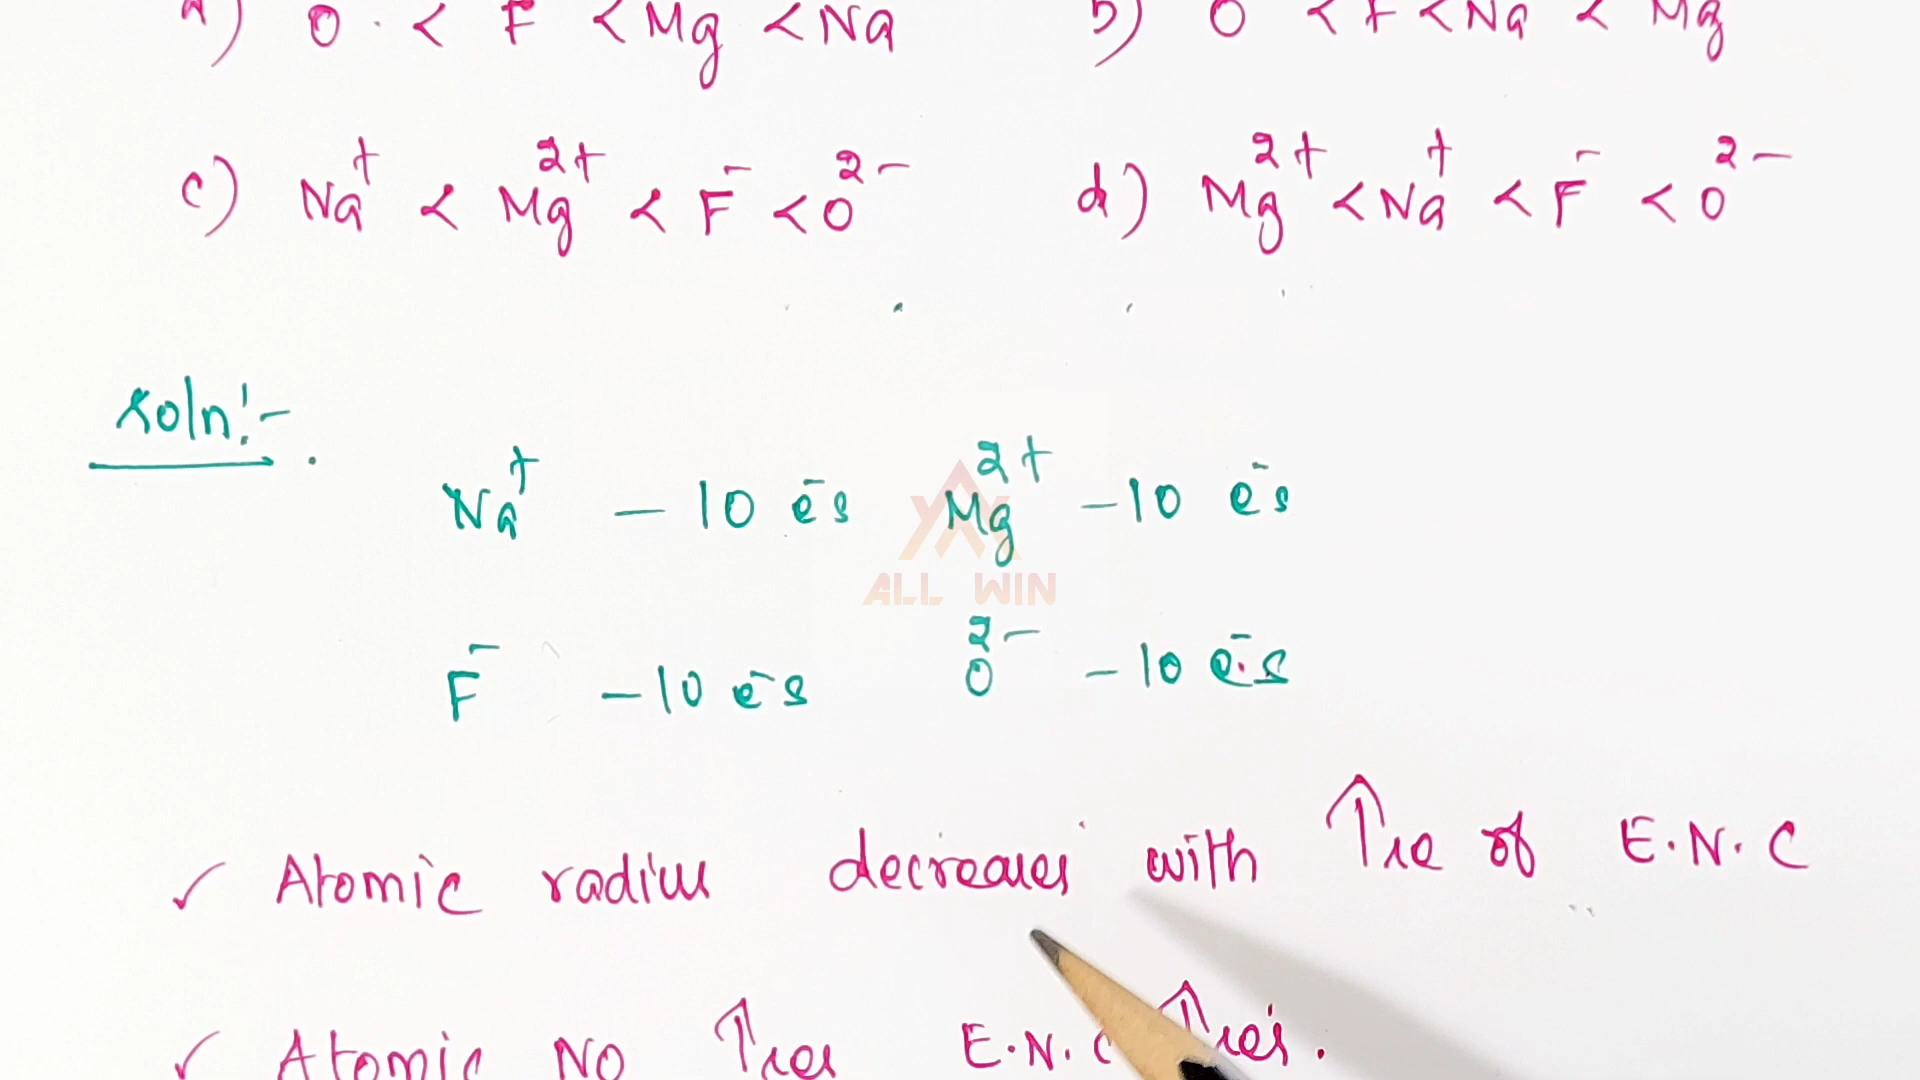 a) O < F < Mg < Na b) O < F < Na < Mg
c) Na⁺ < Mg²⁺ < F⁻ < O²⁻ d) Mg²⁺ < Na⁺ < F⁻ < O²⁻
Soln:-
Na⁺ – 10 e⁻s Mg²⁺ – 10 e⁻s
ALL WIN
F⁻ – 10 e⁻s O²⁻ – 10 e⁻s
✓ Atomic radius decreases with ↑se of E.N.C
✓ Atomic No ↑ses E.N.C ↑ses.